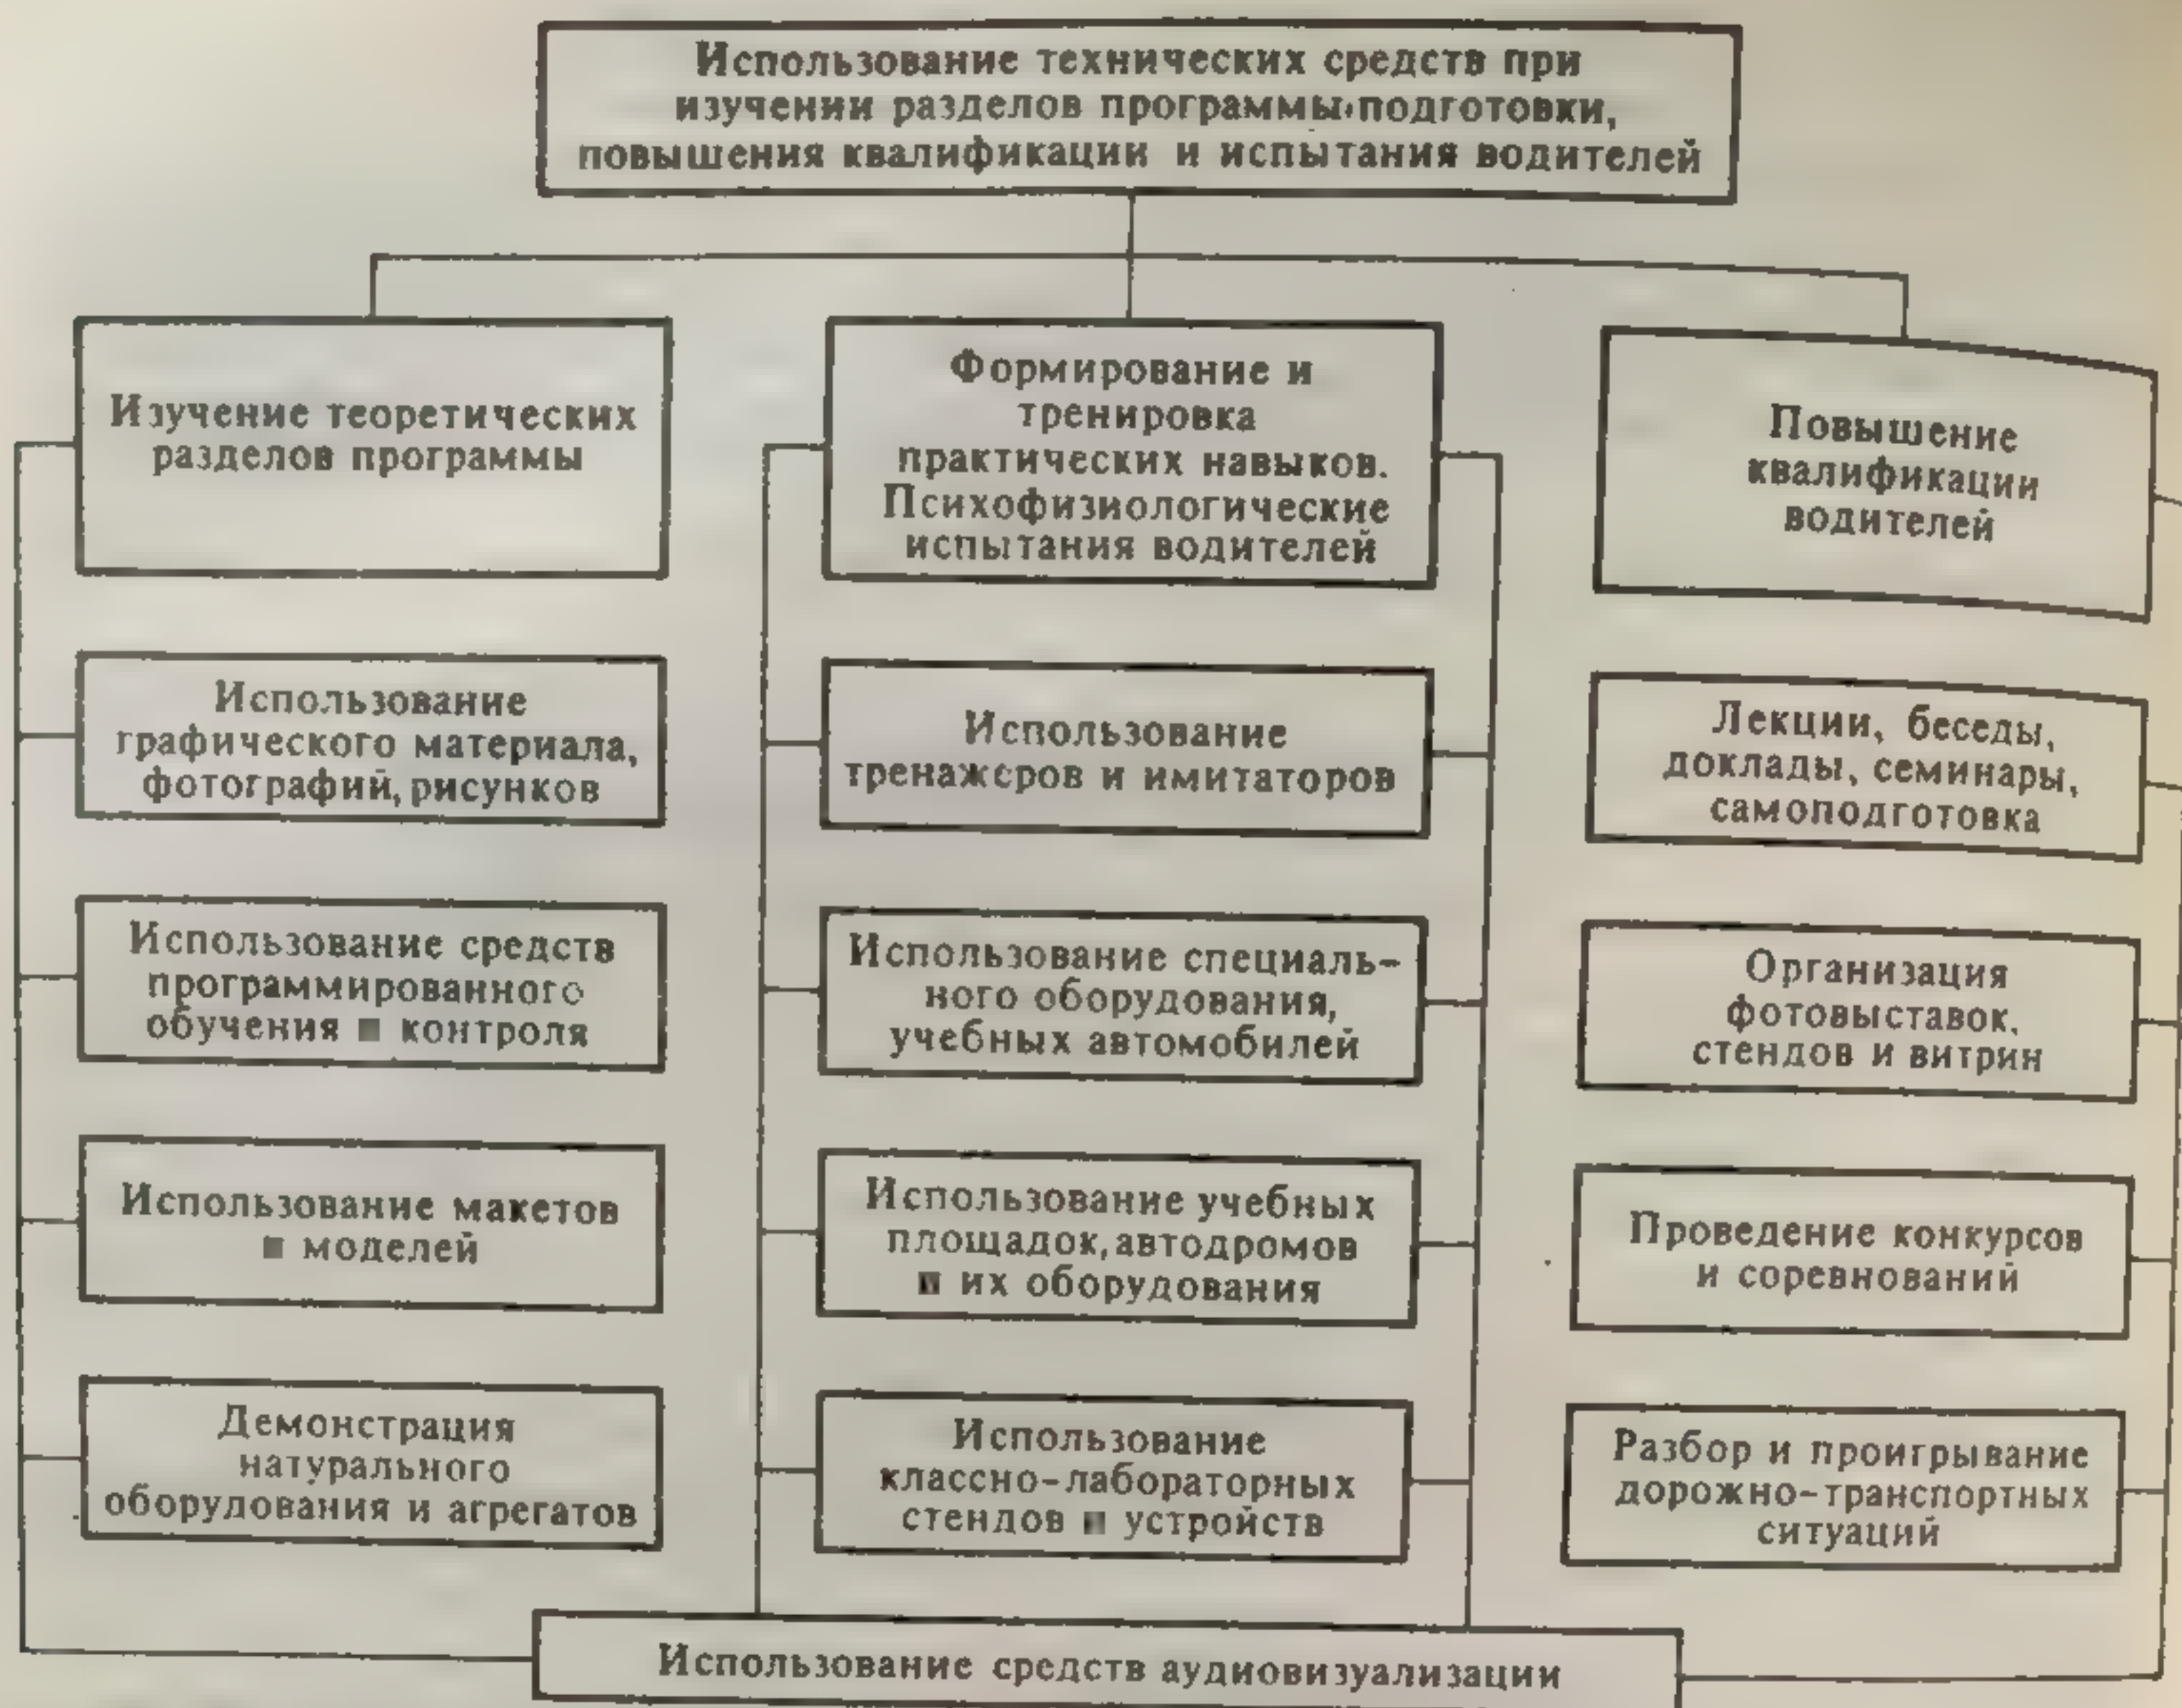 Использование технических средств при
изучении разделов программы подготовки,
повышения квалификации и испытания водителей
Изучение теоретических
разделов программы
Использование
графического материала,
фотографий, рисунков
Использование средств
программированного
обучения и контроля
Использование макетов
и моделей
Демонстрация
натурального
оборудования и агрегатов
Формирование и
тренировка
практических навыков.
Психофизиологические
испытания водителей
Использование
тренажеров и имитаторов
Использование специаль-
ного оборудования,
учебных автомобилей
Использование учебных
площадок, автодромов
и их оборудования
Использование
классно-лабораторных
стендов и устройств
Повышение
квалификации
водителей
Лекции, беседы,
доклады, семинары,
самоподготовка
Организация
фотовыставок,
стендов и витрин
Проведение конкурсов
и соревнований
Разбор и проигрывание
дорожно-транспортных
ситуаций
Использование средств аудиовизуализации